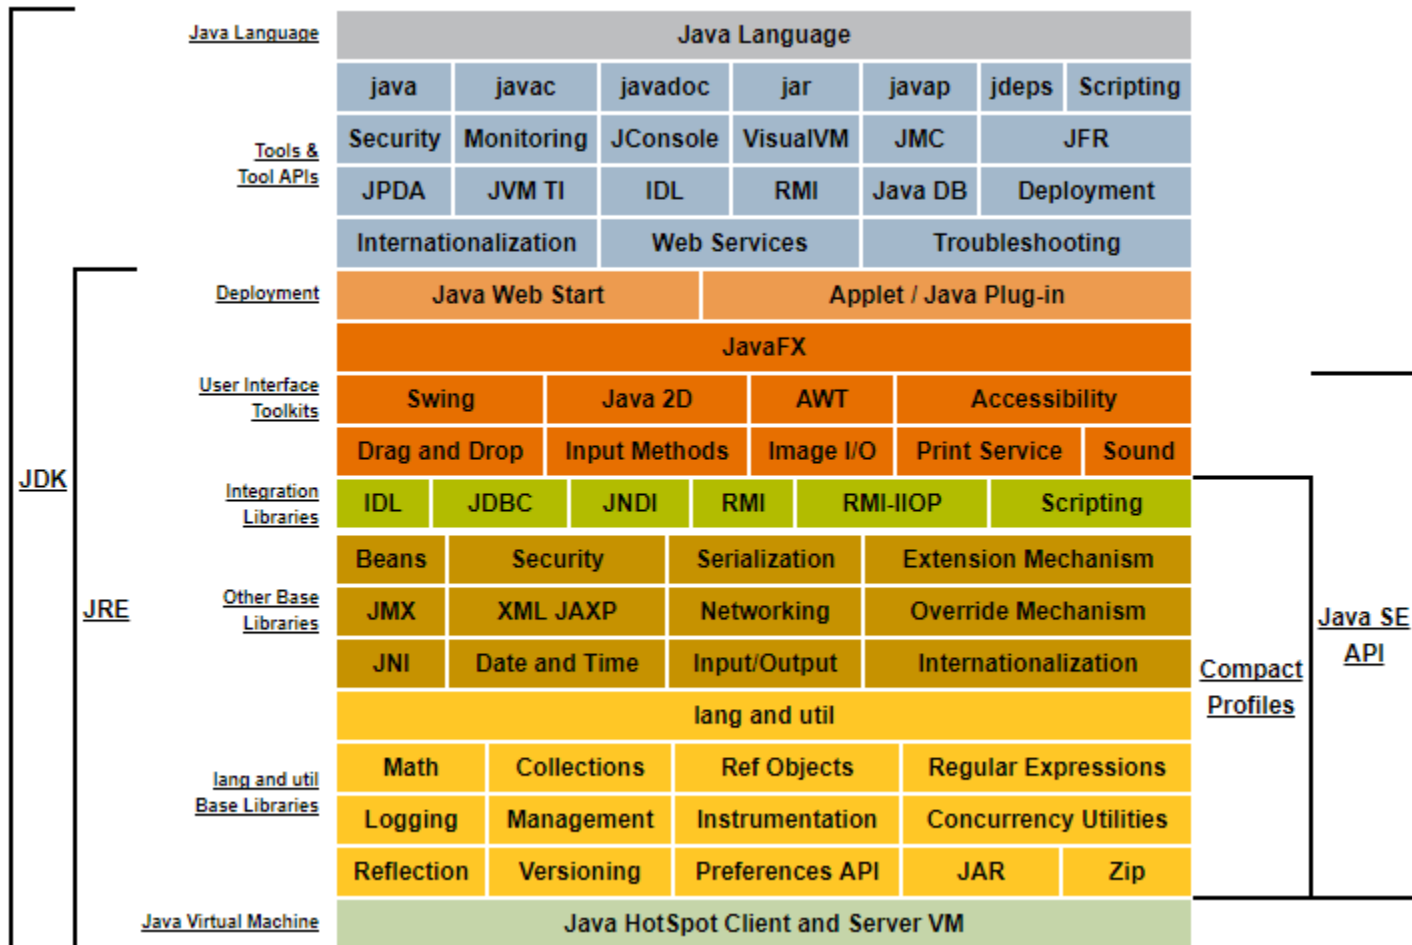 Java Language
Java Language
java javac javadoc jar javap jdeps Scripting
Security Monitoring JConsole VisualVM JMC JFR
Tools &
Tool APIs
JPDA JVM TI IDL RMI Java DB Deployment
Internationalization Web Services Troubleshooting
Deployment
Java Web Start Applet / Java Plug-in
JavaFX
User Interface
Toolkits
Swing Java 2D AWT Accessibility
Drag and Drop Input Methods Image I/O Print Service Sound
JDK
Integration
Libraries
IDL JDBC JNDI RMI RMI-IIOP Scripting
Beans Security Serialization Extension Mechanism
JRE
Other Base
Libraries
JMX XML JAXP Networking Override Mechanism
Java SE
API
JNI Date and Time Input/Output Internationalization
Compact
Profiles
lang and util
lang and util
Base Libraries
Math Collections Ref Objects Regular Expressions
Logging Management Instrumentation Concurrency Utilities
Reflection Versioning Preferences API JAR Zip
Java Virtual Machine
Java HotSpot Client and Server VM